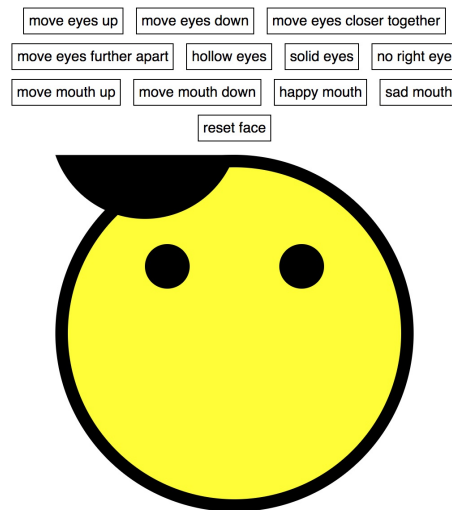 move eyes up move eyes down move eyes closer together
move eyes further apart hollow eyes solid eyes no right eye
move mouth up move mouth down happy mouth sad mouth
reset face